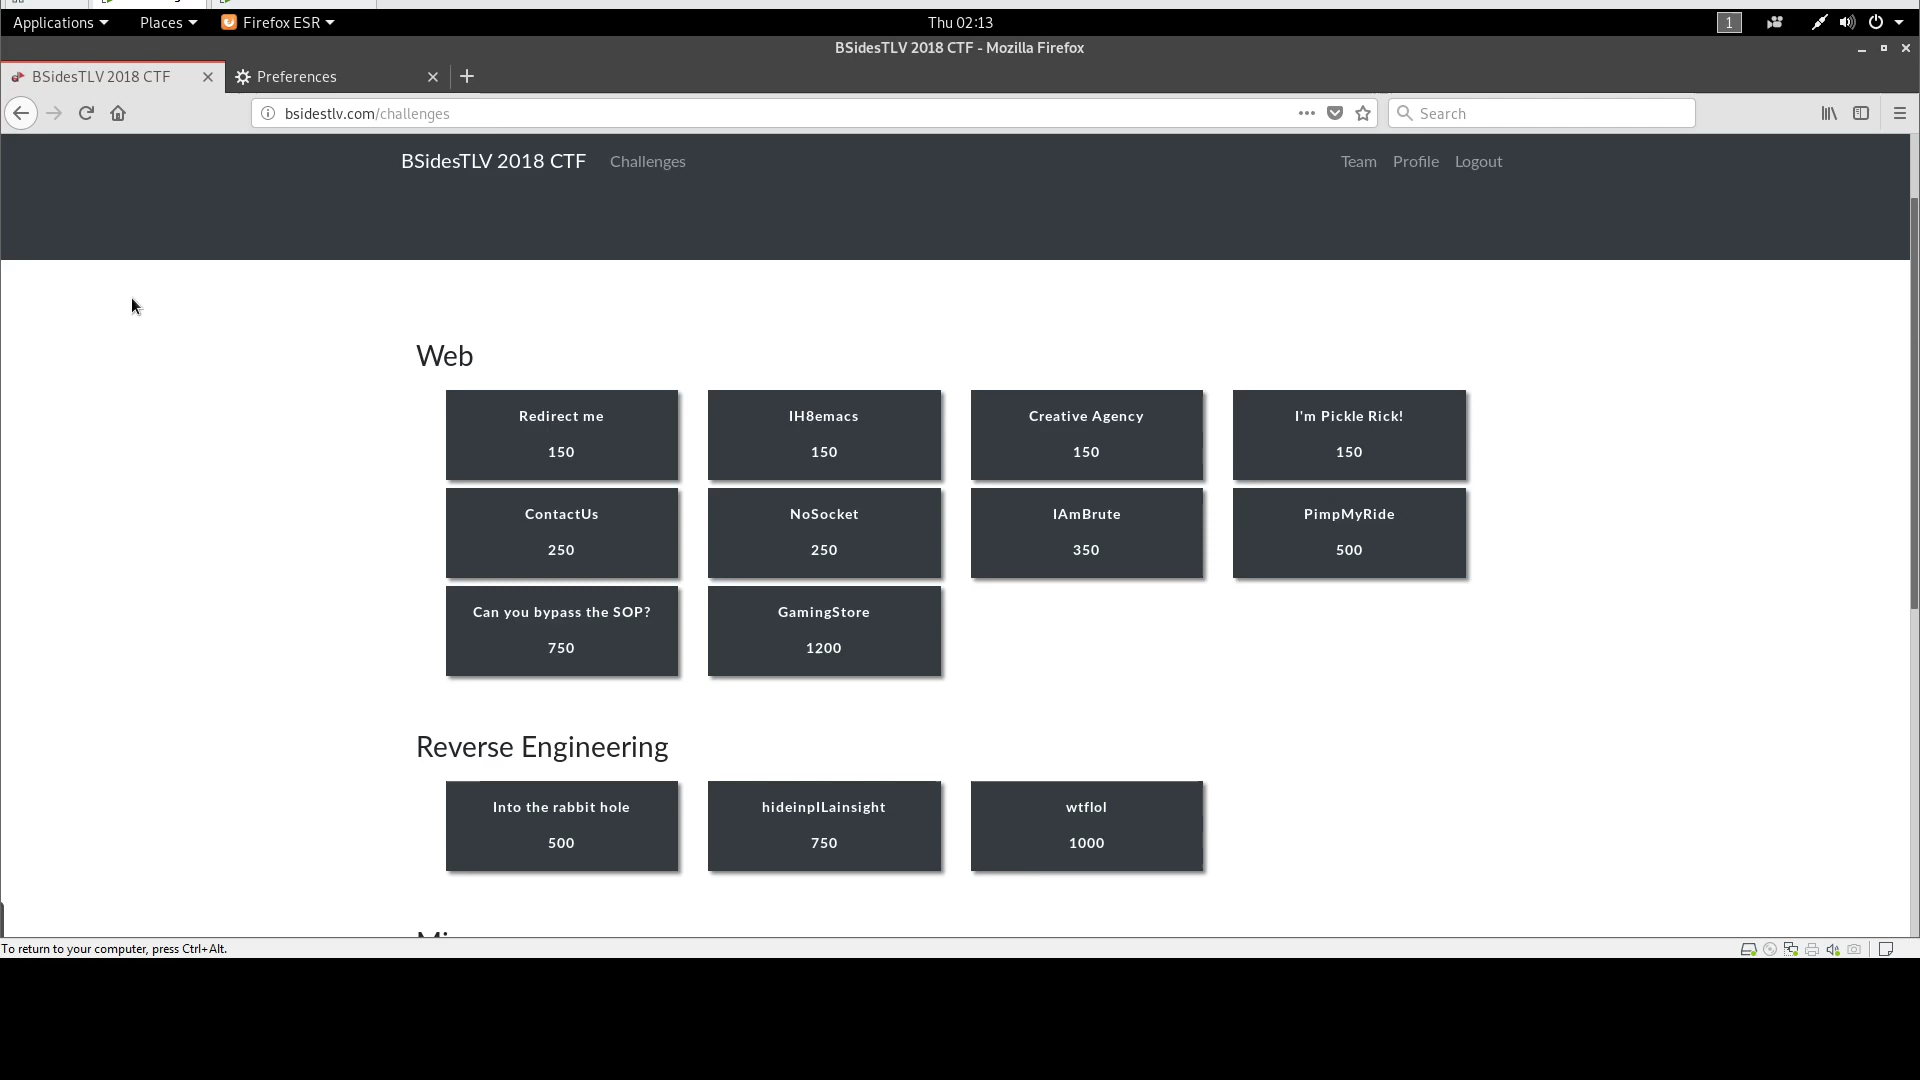 Applications Places Firefox ESR Thu 02:13 1
BSidesTLV 2018 CTF - Mozilla Firefox
BSidesTLV 2018 CTF Preferences
bsidestlv.com/challenges Search
BSidesTLV 2018 CTF Challenges Team Profile Logout
Web
Redirect me IH8emacs Creative Agency I'm Pickle Rick!
150 150 150 150
ContactUs NoSocket IAmBrute PimpMyRide
250 250 350 500
Can you bypass the SOP? GamingStore
750 1200
Reverse Engineering
Into the rabbit hole hideinpILainsight wtflol
500 750 1000
To return to your computer, press Ctrl+Alt.